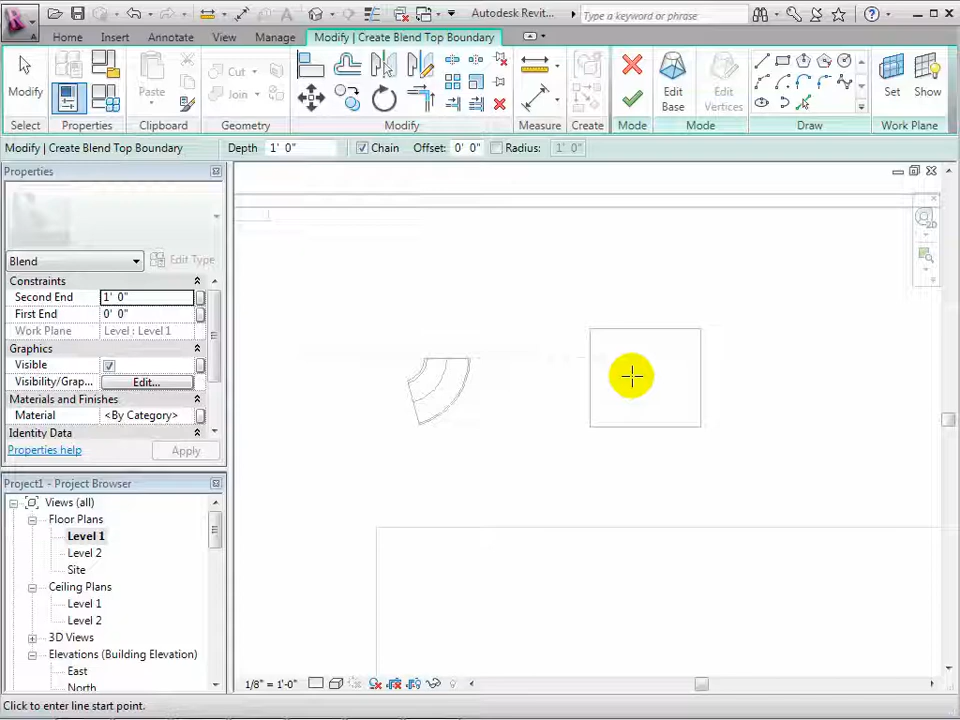 Autodesk Revit...
Type a keyword or phrase
Home Insert Annotate View Manage Modify | Create Blend Top Boundary
Modify
Paste
Cut
Join
Edit
Base
Edit
Vertices
Set
Show
Select Properties Clipboard Geometry Modify Measure Create Mode Mode Draw Work Plane
Modify | Create Blend Top Boundary Depth 1' 0" Chain Offset: 0' 0" Radius: 1' 0"
Properties
Blend Edit Type
Constraints
Second End 1' 0"
First End 0' 0"
Work Plane Level : Level 1
Graphics
Visible
Visibility/Grap... Edit...
Materials and Finishes
Material <By Category>
Identity Data
Properties help Apply
Project1 - Project Browser
Views (all)
Floor Plans
Level 1
Level 2
Site
Ceiling Plans
Level 1
Level 2
3D Views
Elevations (Building Elevation)
East
North
2D
1/8" = 1'-0"
Click to enter line start point.